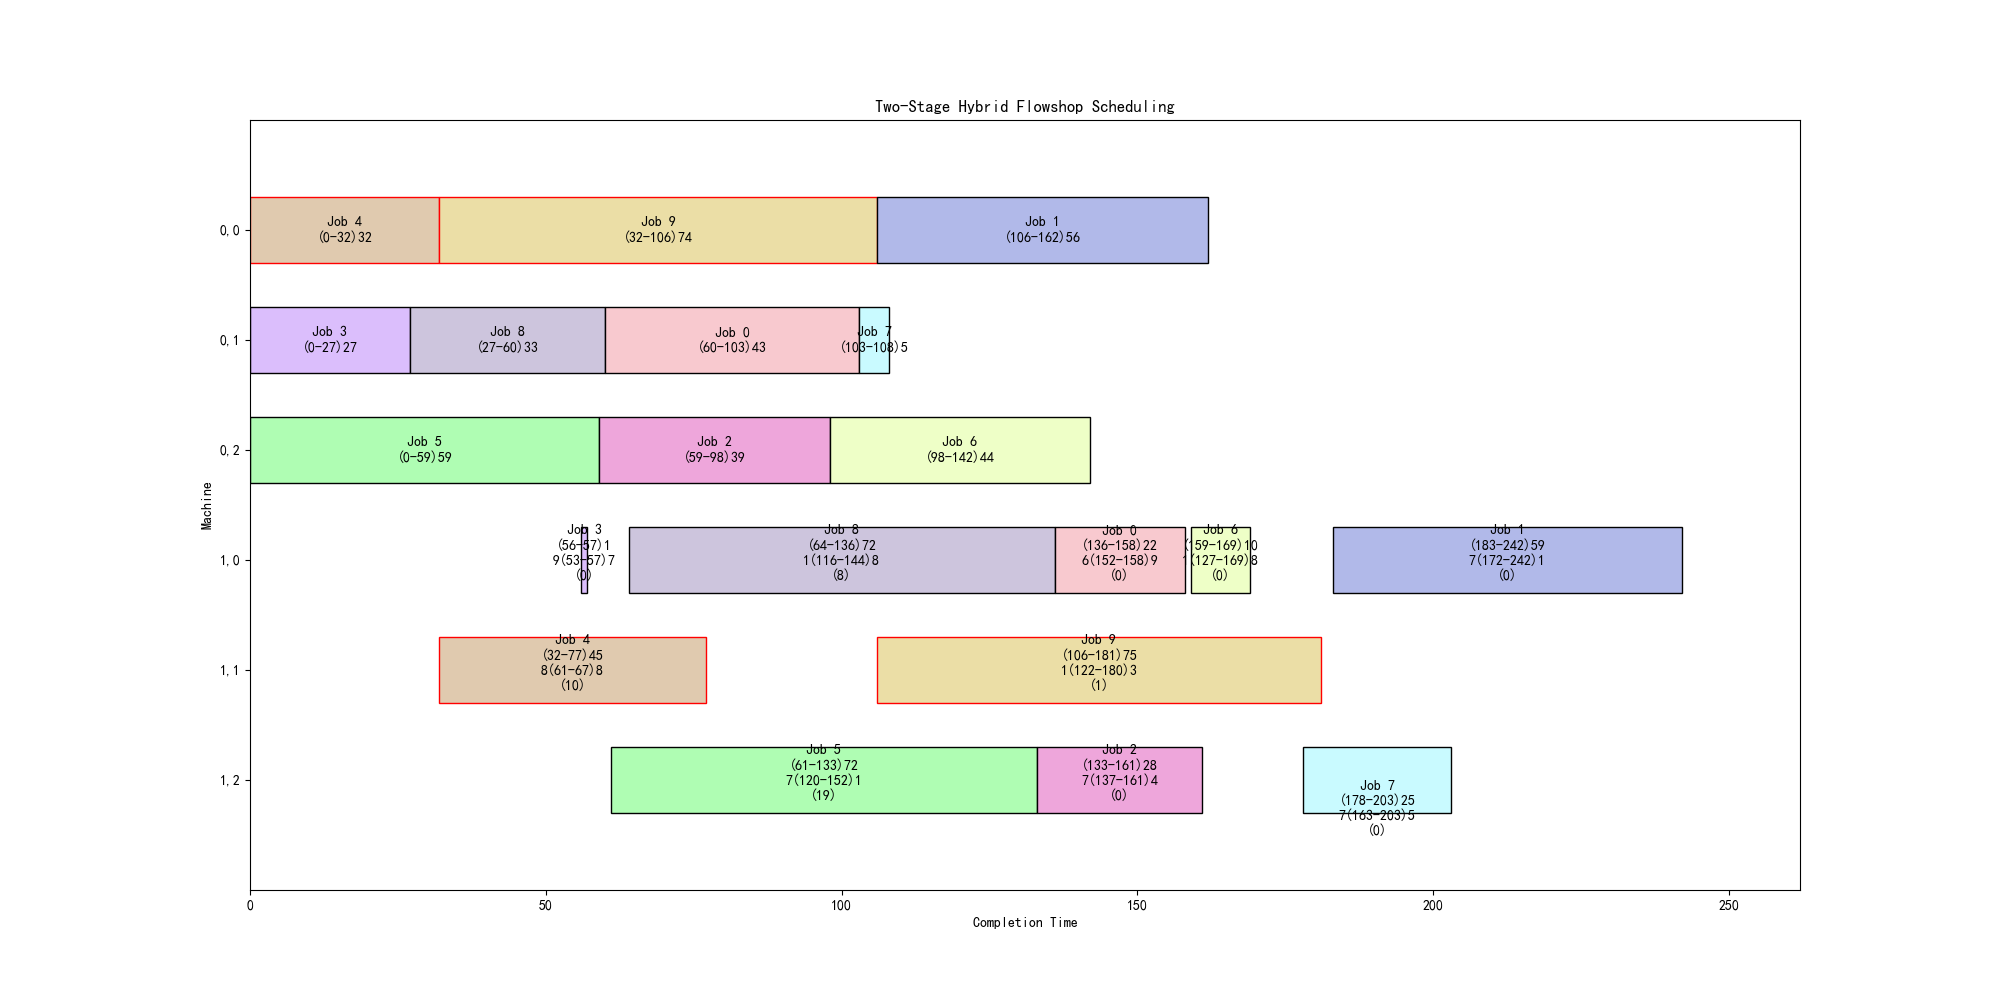 Two-Stage Hybrid Flowshop Scheduling
Machine
0,0
Job 4
(0-32)32
Job 9
(32-106)74
Job 1
(106-162)56
0,1
Job 3
(0-27)27
Job 8
(27-60)33
Job 0
(60-103)43
Job 7
(103-108)5
0,2
Job 5
(0-59)59
Job 2
(59-98)39
Job 6
(98-142)44
1,0
Job 3
(56-57)1
9(53-57)7
(0)
Job 8
(64-136)72
1(116-144)8
(8)
Job 0
(136-158)22
6(152-158)9
(0)
Job 6
(159-169)10
(127-169)8
(0)
Job 1
(183-242)59
7(172-242)1
(0)
1,1
Job 4
(32-77)45
8(61-67)8
(10)
Job 9
(106-181)75
1(122-180)3
(1)
1,2
Job 5
(61-133)72
7(120-152)1
(19)
Job 2
(133-161)28
7(137-161)4
(0)
Job 7
(178-203)25
7(163-203)5
(0)
0
50
100
150
200
250
Completion Time